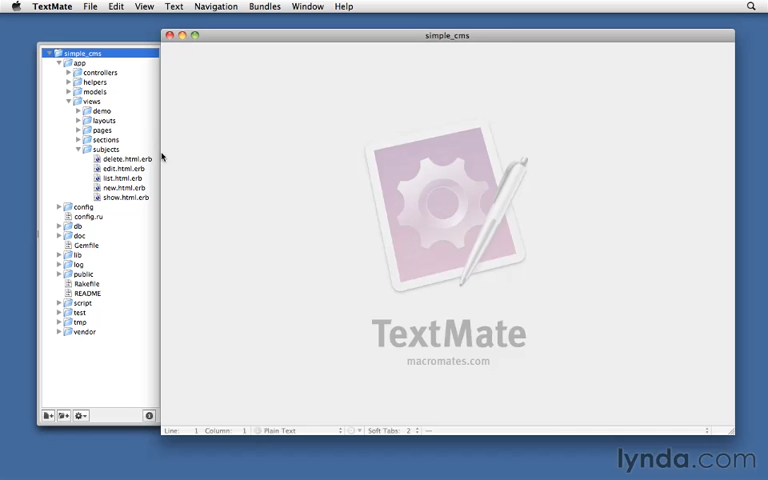 TextMate File Edit View Text Navigation Bundles Window Help
simple_cms
simple_cms
app
controllers
helpers
models
views
demo
layouts
pages
sections
subjects
delete.html.erb
edit.html.erb
list.html.erb
new.html.erb
show.html.erb
config
config.ru
db
doc
Gemfile
lib
log
public
Rakefile
README
script
test
tmp
vendor
TextMate
macromates.com
Line: 1 Column: 1 Plain Text Soft Tabs: 2 —
lynda.com